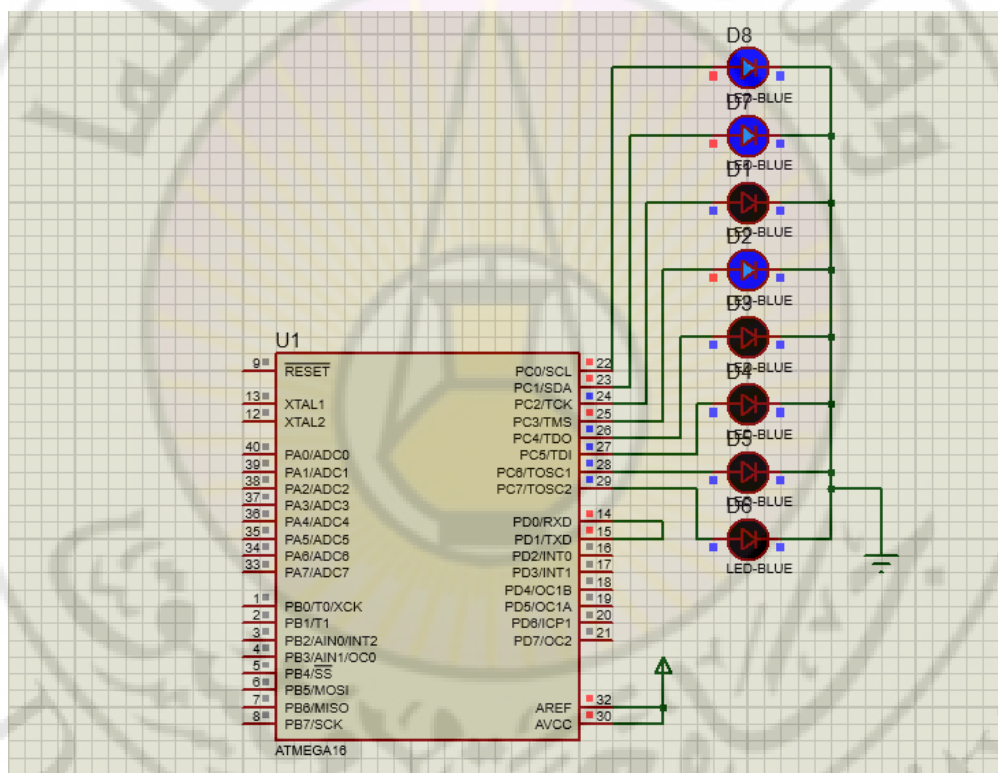 D8
LED-BLUE
D7
LED-BLUE
D1
LED-BLUE
D2
LED-BLUE
D3
LED-BLUE
D4
LED-BLUE
D5
LED-BLUE
D6
LED-BLUE
U1
9 RESET
13 XTAL1
12 XTAL2
40 PA0/ADC0
39 PA1/ADC1
38 PA2/ADC2
37 PA3/ADC3
36 PA4/ADC4
35 PA5/ADC5
34 PA6/ADC6
33 PA7/ADC7
1 PB0/T0/XCK
2 PB1/T1
3 PB2/AIN0/INT2
4 PB3/AIN1/OC0
5 PB4/SS
6 PB5/MOSI
7 PB6/MISO
8 PB7/SCK
PC0/SCL 22
PC1/SDA 23
PC2/TCK 24
PC3/TMS 25
PC4/TDO 26
PC5/TDI 27
PC6/TOSC1 28
PC7/TOSC2 29
PD0/RXD 14
PD1/TXD 15
PD2/INT0 16
PD3/INT1 17
PD4/OC1B 18
PD5/OC1A 19
PD6/ICP1 20
PD7/OC2 21
AREF 32
AVCC 30
ATMEGA16